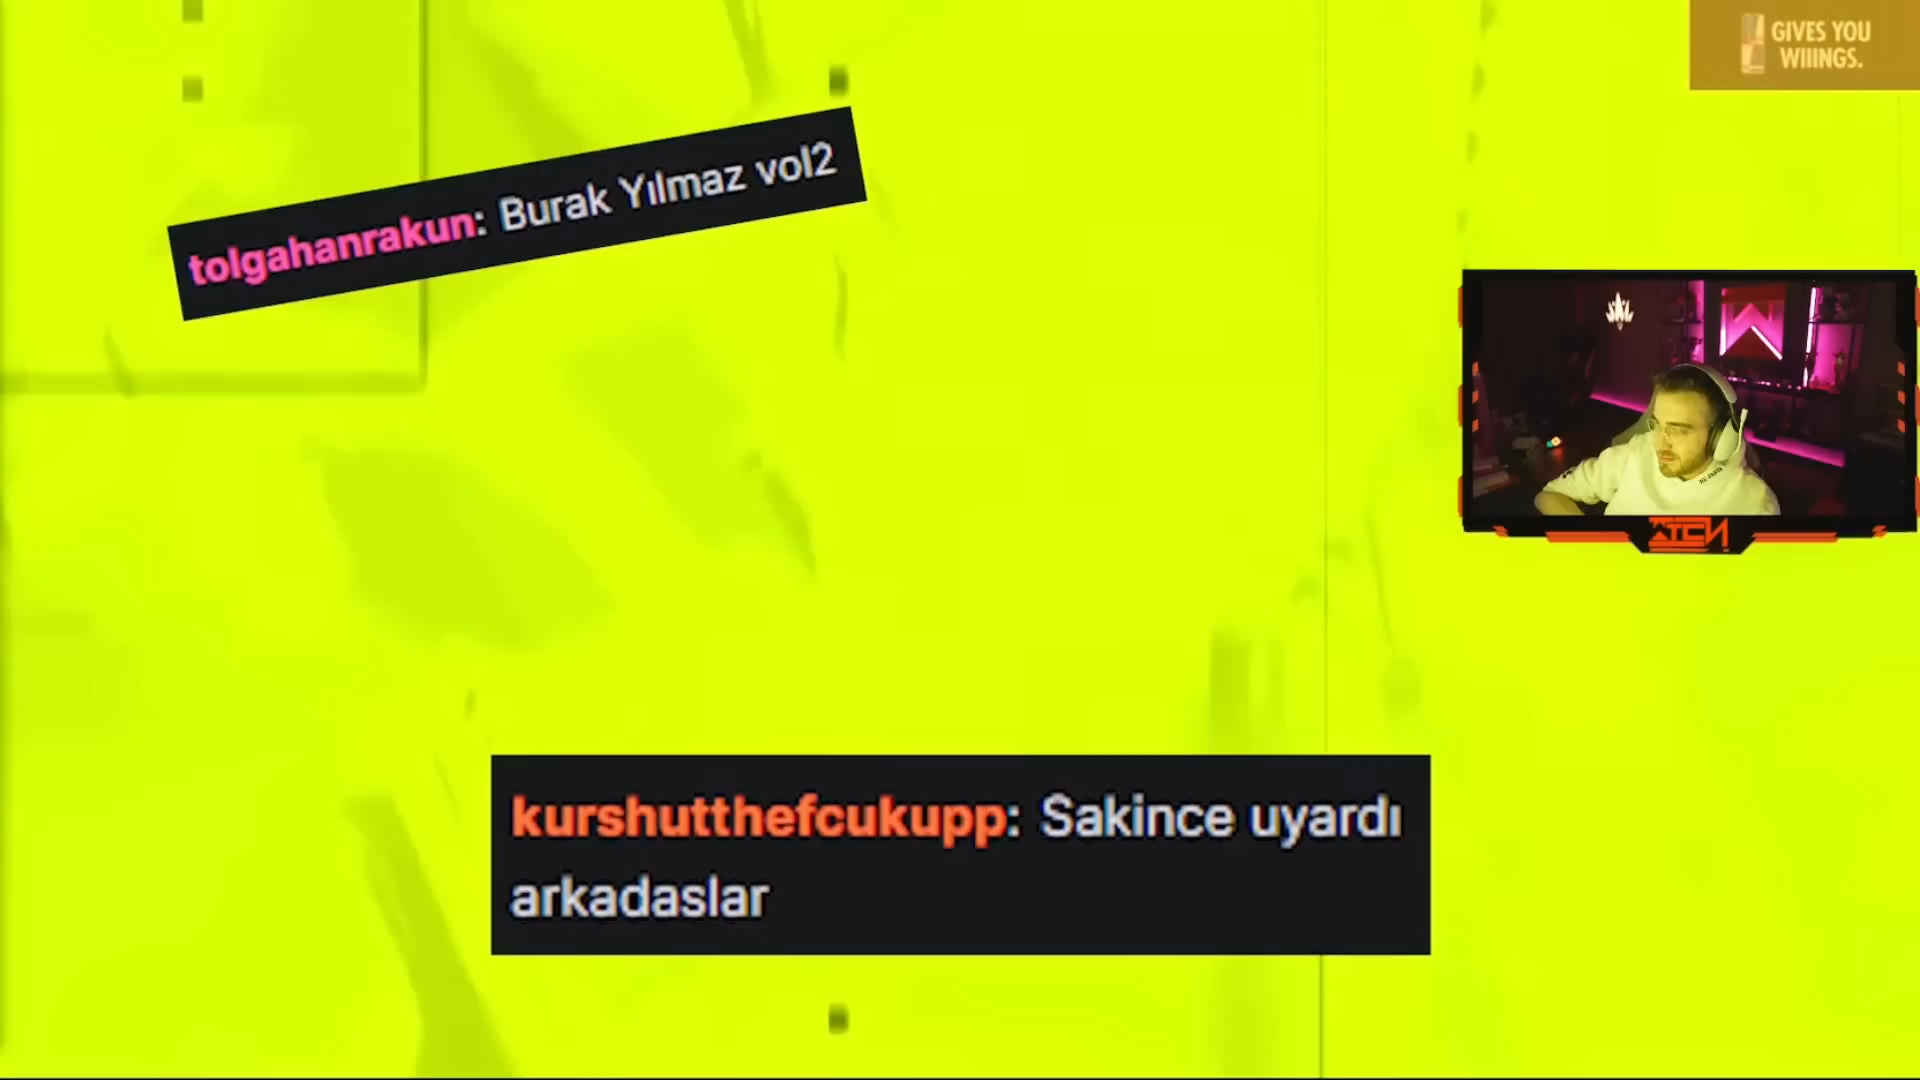 GIVES YOU
WIIINGS.
tolgahanrakun: Burak Yılmaz vol2
kurshutthefcukupp: Sakince uyardı
arkadaslar